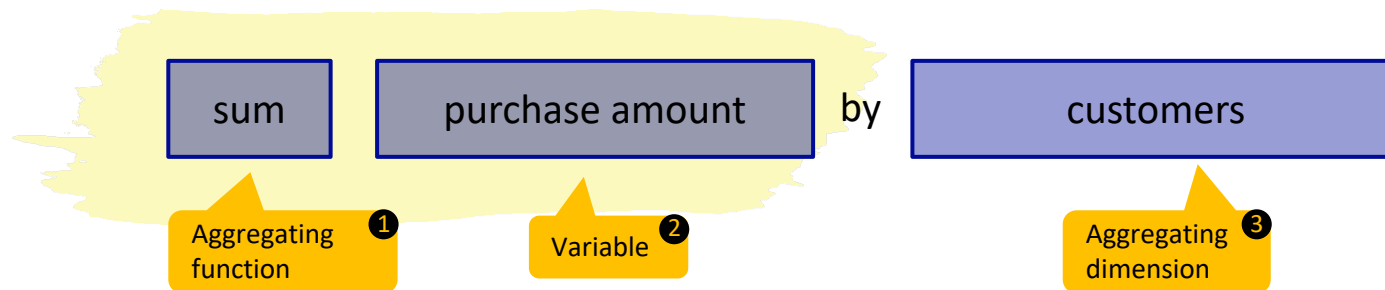 sum purchase amount by customers
1
Aggregating
function
2
Variable
3
Aggregating
dimension